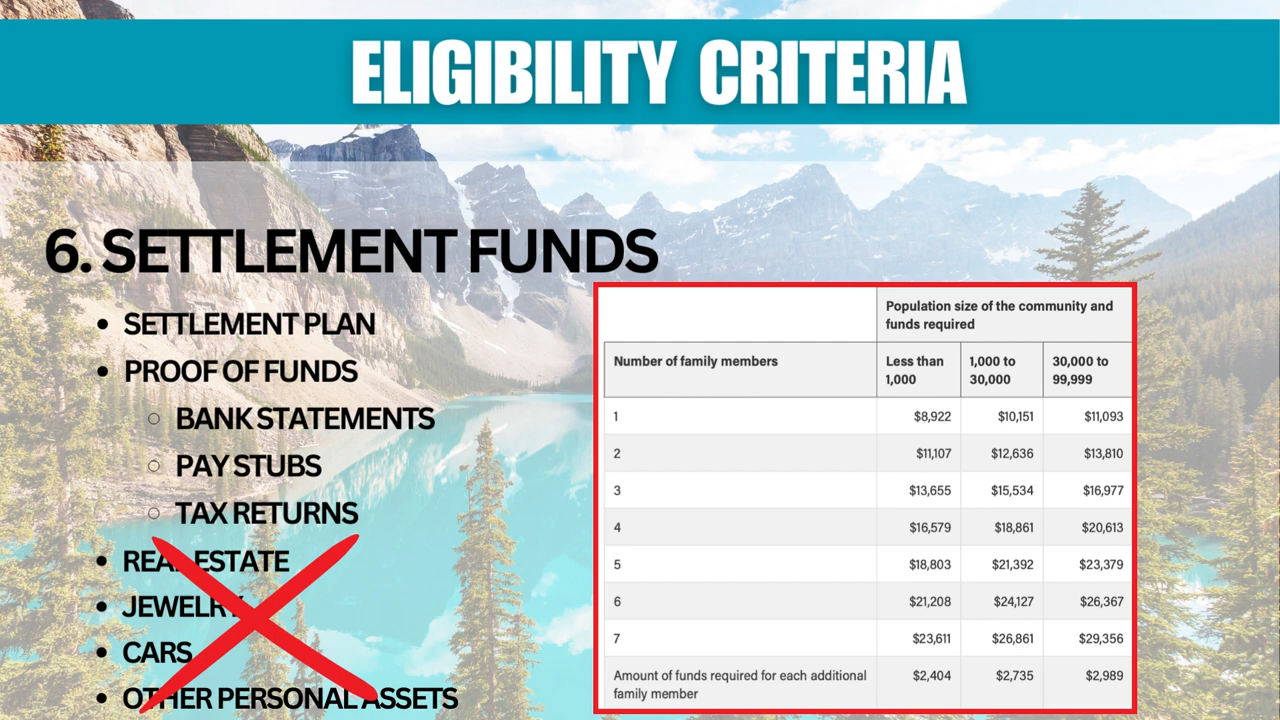 ELIGIBILITY CRITERIA
6. SETTLEMENT FUNDS
• SETTLEMENT PLAN
• PROOF OF FUNDS
○ BANK STATEMENTS
○ PAY STUBS
○ TAX RETURNS
• REAL ESTATE
• JEWELRY
• CARS
• OTHER PERSONAL ASSETS
Population size of the community and
funds required
Number of family members
Less than
1,000
1,000 to
30,000
30,000 to
99,999
1 $8,922 $10,151 $11,093
2 $11,107 $12,636 $13,810
3 $13,655 $15,534 $16,977
4 $16,579 $18,861 $20,613
5 $18,803 $21,392 $23,379
6 $21,208 $24,127 $26,367
7 $23,611 $26,861 $29,356
Amount of funds required for each additional
family member
$2,404 $2,735 $2,989